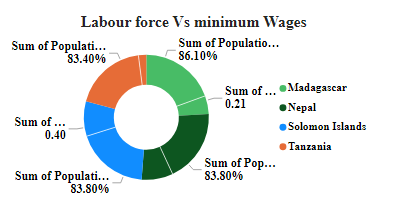 Labour force Vs minimum Wages
Sum of Populati...
83.40%
Sum of Populatio...
86.10%
Sum of ...
0.21
Sum of ...
0.40
Sum of Populati...
83.80%
Sum of Pop...
83.80%
Madagascar
Nepal
Solomon Islands
Tanzania